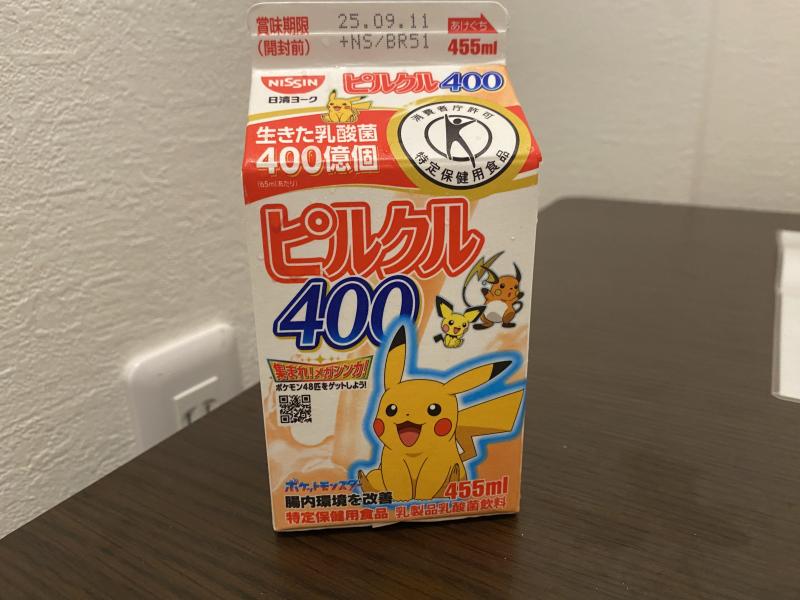 賞味期限
(開封前)
25.09.11
+NS/BR51
あけぐち
455ml
NISSIN
日清ヨーク
ピルクル400
生きた乳酸菌
400億個
(65mlあたり)
消費者庁許可
特定保健用食品
ピルクル
400
集まれ!メガシンカ!
ポケモン48匹をゲットしよう!
ポケットモンスター
腸内環境を改善
455ml
特定保健用食品 乳製品乳酸菌飲料